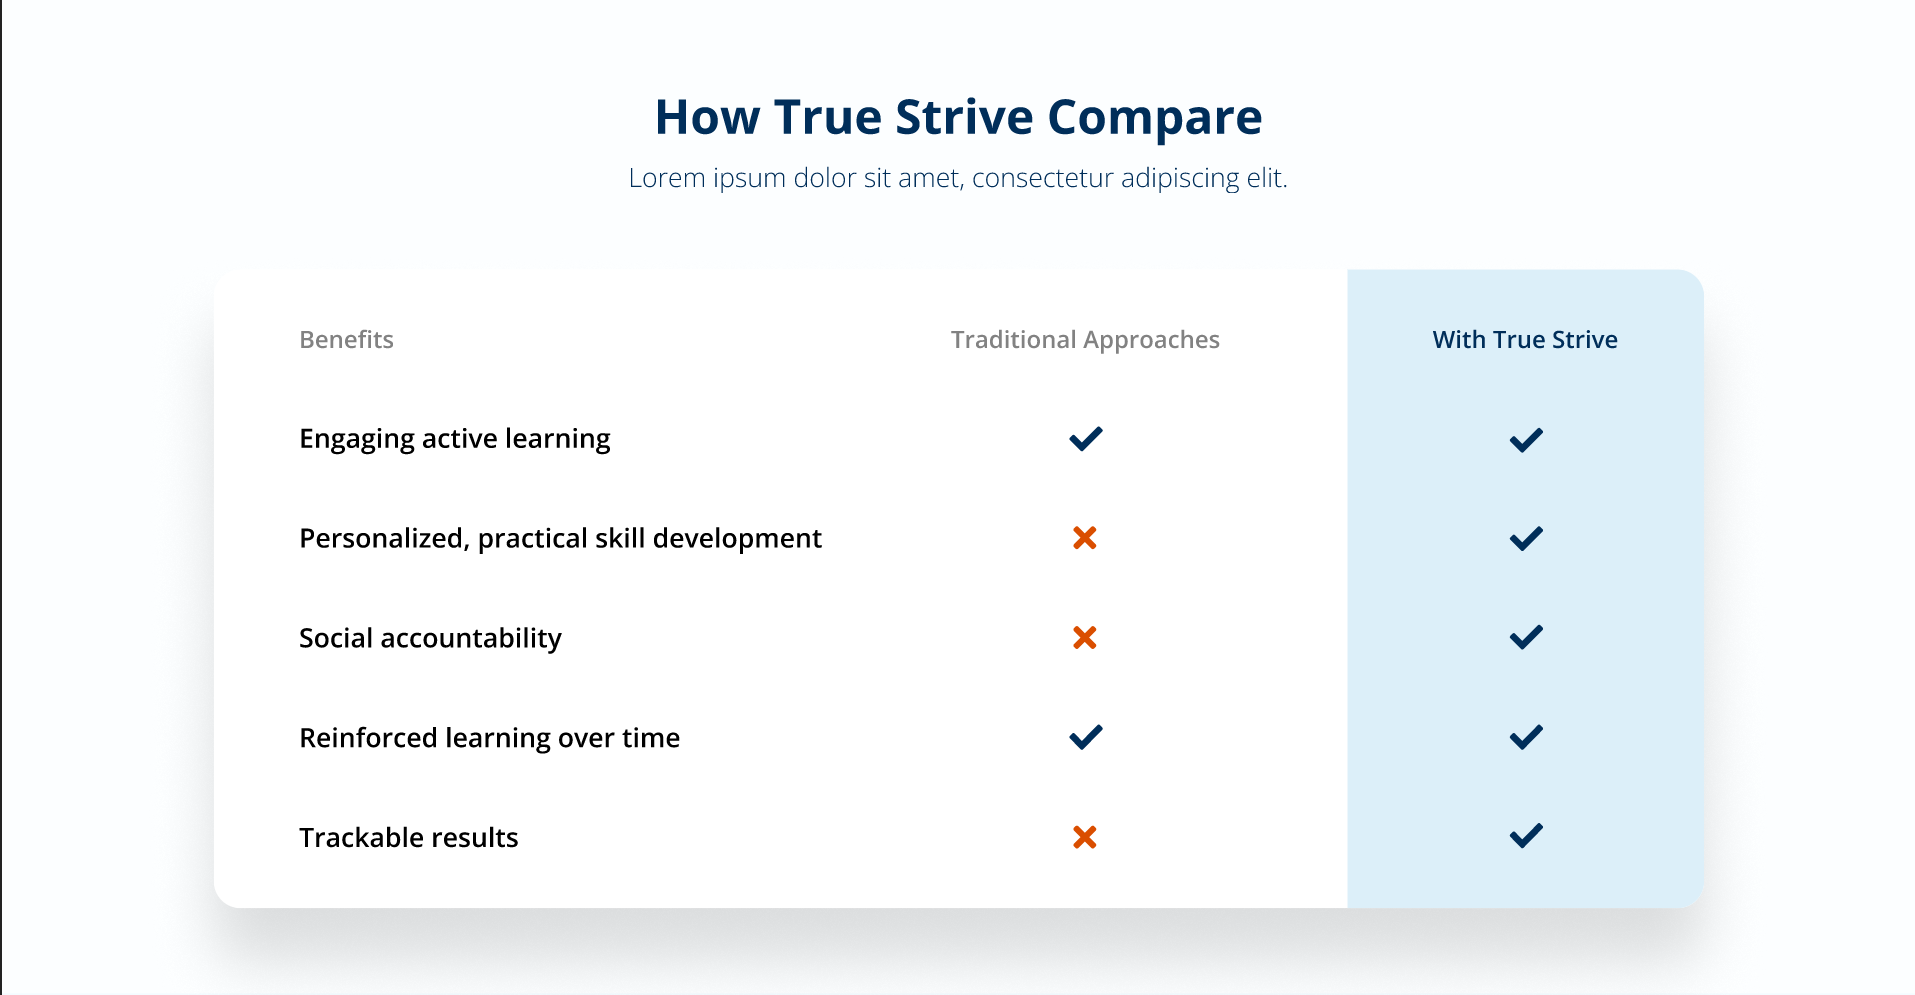 How True Strive Compare
Lorem ipsum dolor sit amet, consectetur adipiscing elit.
Benefits Traditional Approaches With True Strive
Engaging active learning
Personalized, practical skill development
Social accountability
Reinforced learning over time
Trackable results